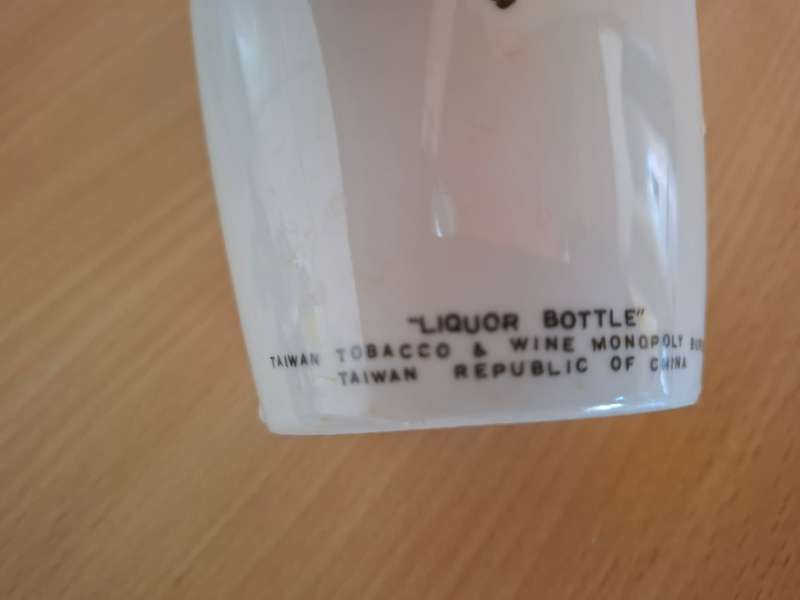 "LIQUOR BOTTLE"
TAIWAN TOBACCO & WINE MONOPOLY
TAIWAN REPUBLIC OF CHINA